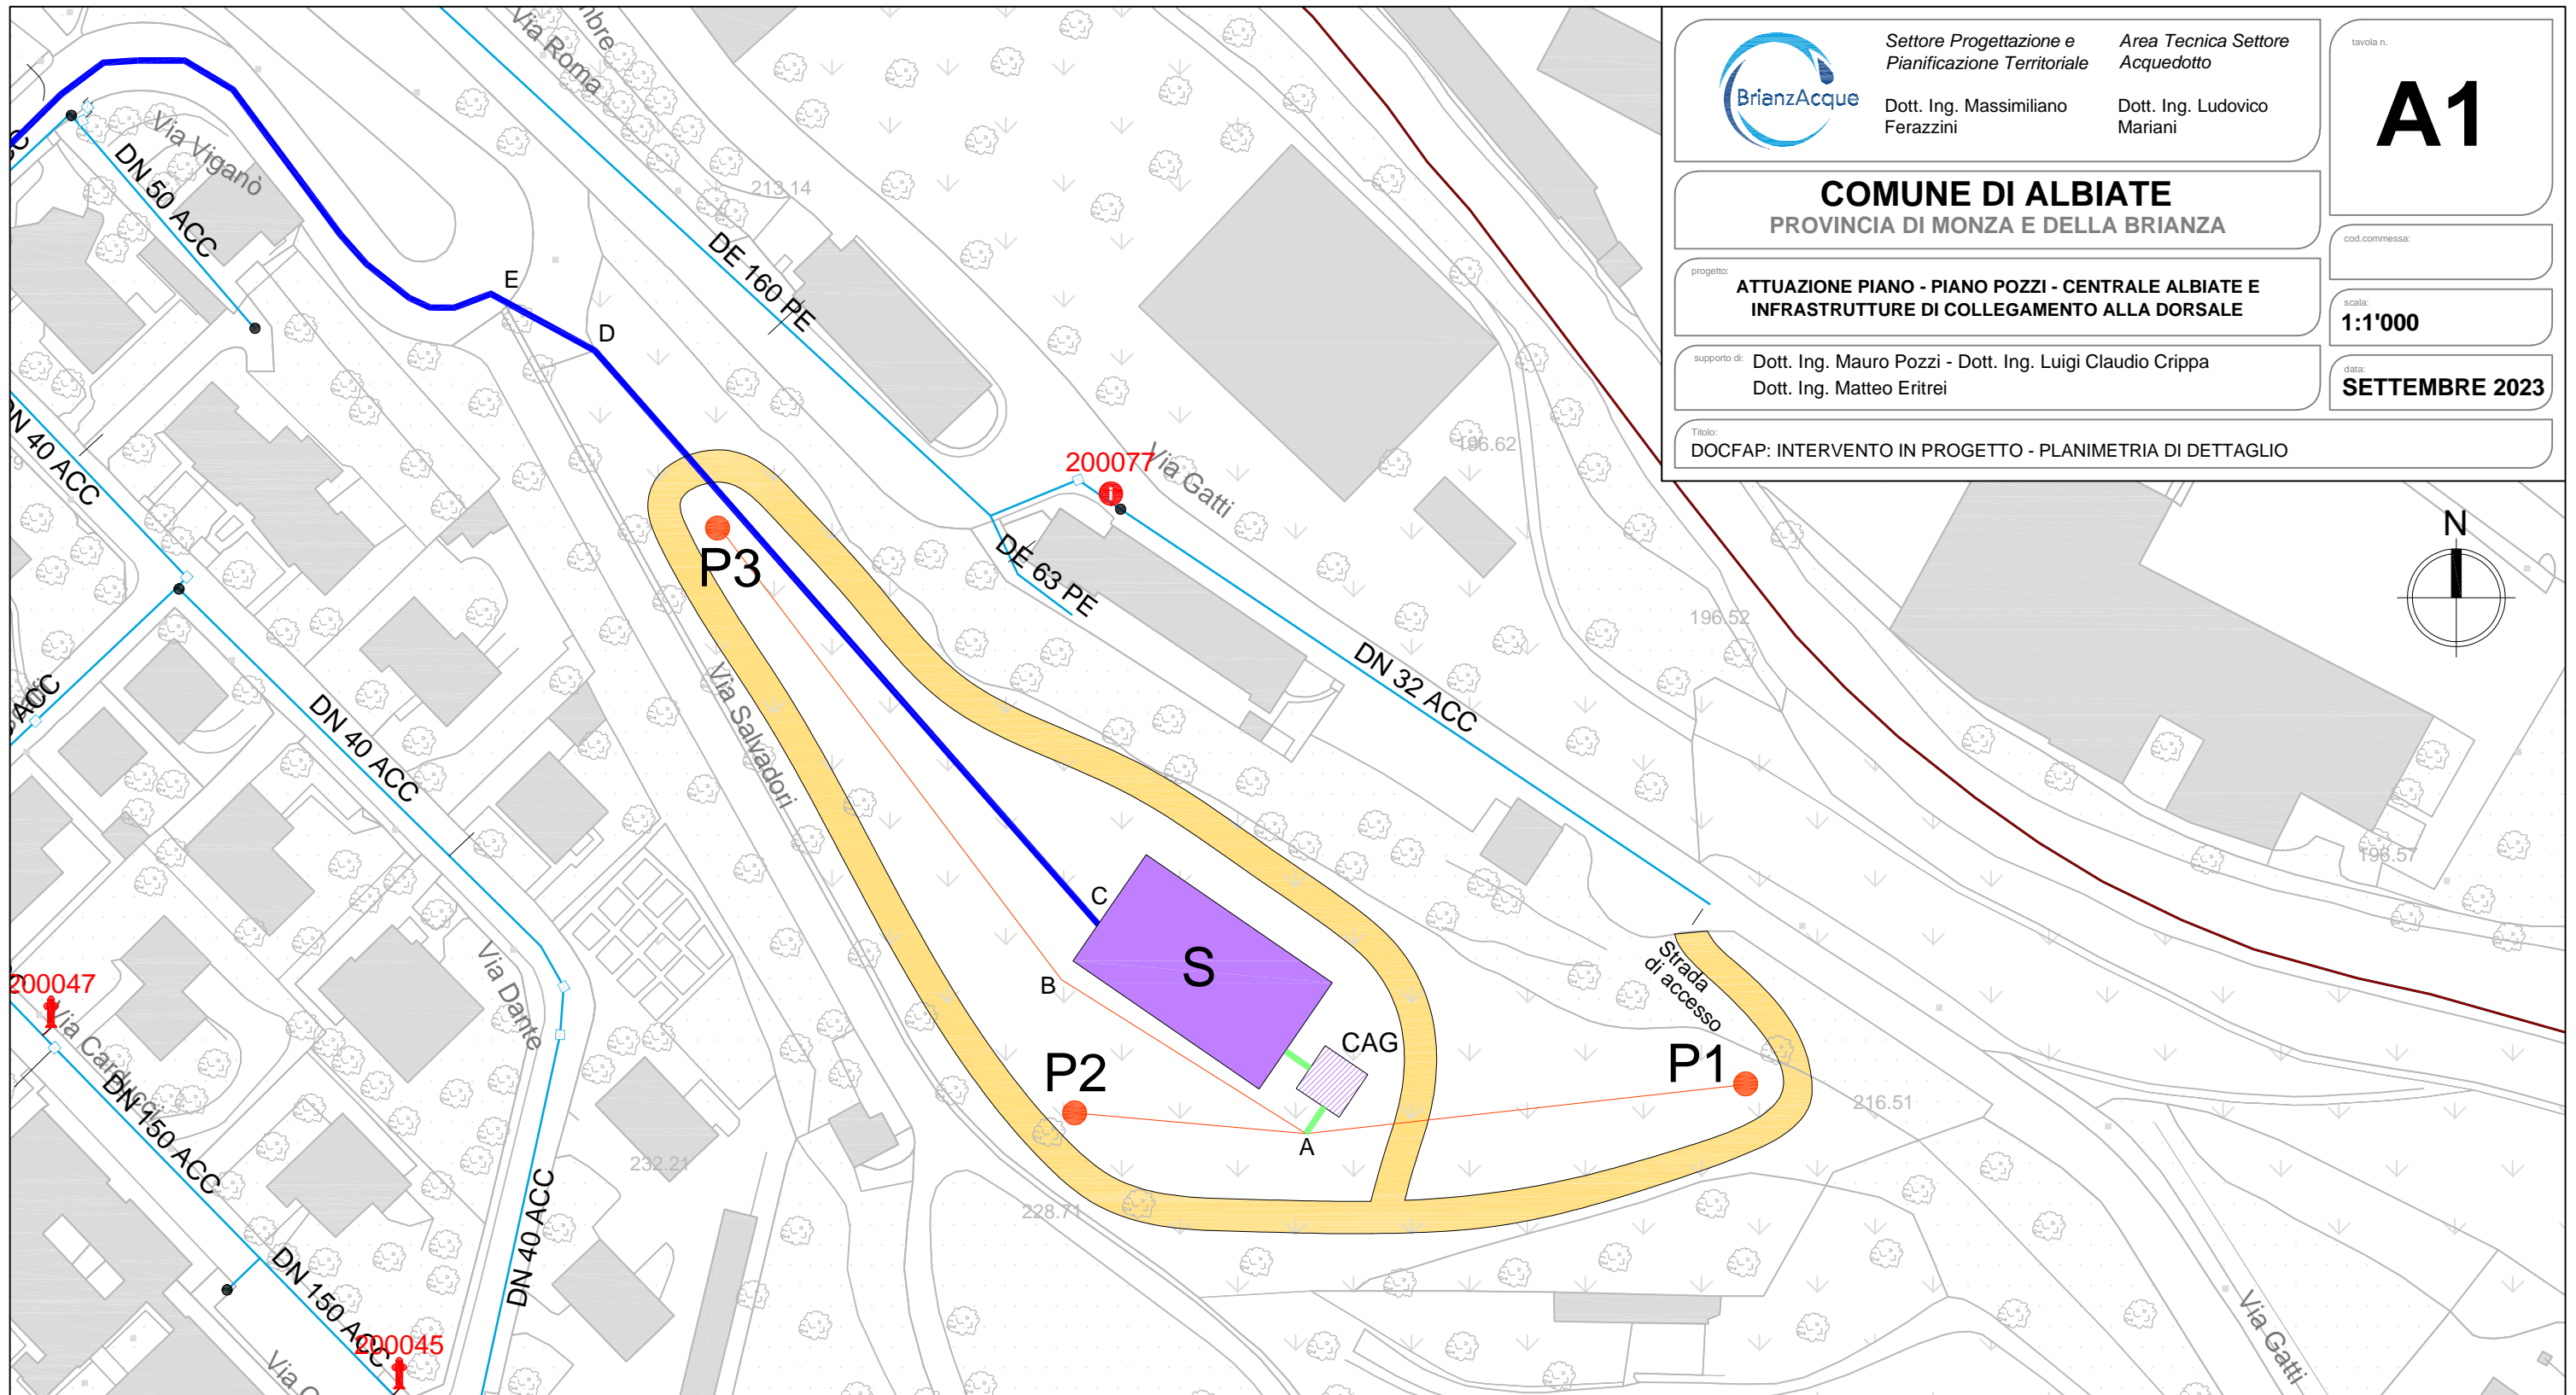 BrianzAcque
Settore Progettazione e
Pianificazione Territoriale
Dott. Ing. Massimiliano
Ferazzini
Area Tecnica Settore
Acquedotto
Dott. Ing. Ludovico
Mariani
tavola n.
A1
COMUNE DI ALBIATE
PROVINCIA DI MONZA E DELLA BRIANZA
cod.commessa:
progetto:
ATTUAZIONE PIANO - PIANO POZZI - CENTRALE ALBIATE E
INFRASTRUTTURE DI COLLEGAMENTO ALLA DORSALE
scala:
1:1'000
supporto di:
Dott. Ing. Mauro Pozzi - Dott. Ing. Luigi Claudio Crippa
Dott. Ing. Matteo Eritrei
data:
SETTEMBRE 2023
Titolo:
DOCFAP: INTERVENTO IN PROGETTO - PLANIMETRIA DI DETTAGLIO
N
Via Roma
mbre
Via Viganò
DN 50 ACC
213.14
DE 160 PE
E
D
DN 40 ACC
200077
Via Gatti
196.62
P3
DE 63 PE
196.52
DN 32 ACC
Via Salvadori
ACC
DN 40 ACC
196.57
C
S
B
Strada
di accesso
CAG
P2
P1
A
216.51
200047
Via Carducci
Via Dante
DN 150 ACC
232.21
228.71
DN 40 ACC
DN 150 ACC
200045
Via C
Via Gatti